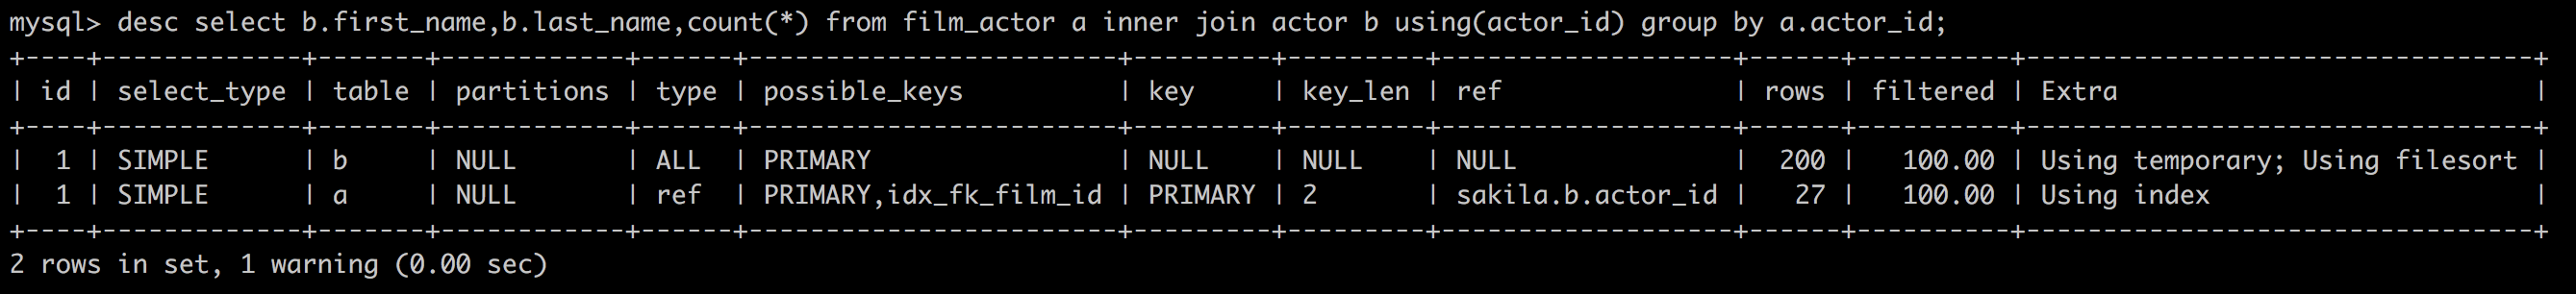 mysql> desc select b.first_name,b.last_name,count(*) from film_actor a inner join actor b using(actor_id) group by a.actor_id;
+----+-------------+-------+------------+------+------------------------+---------+---------+-------------------+------+----------+---------------------------------+
| id | select_type | table | partitions | type | possible_keys          | key     | key_len | ref               | rows | filtered | Extra                           |
+----+-------------+-------+------------+------+------------------------+---------+---------+-------------------+------+----------+---------------------------------+
|  1 | SIMPLE      | b     | NULL       | ALL  | PRIMARY                | NULL    | NULL    | NULL              |  200 |   100.00 | Using temporary; Using filesort |
|  1 | SIMPLE      | a     | NULL       | ref  | PRIMARY,idx_fk_film_id | PRIMARY | 2       | sakila.b.actor_id |   27 |   100.00 | Using index                     |
+----+-------------+-------+------------+------+------------------------+---------+---------+-------------------+------+----------+---------------------------------+
2 rows in set, 1 warning (0.00 sec)